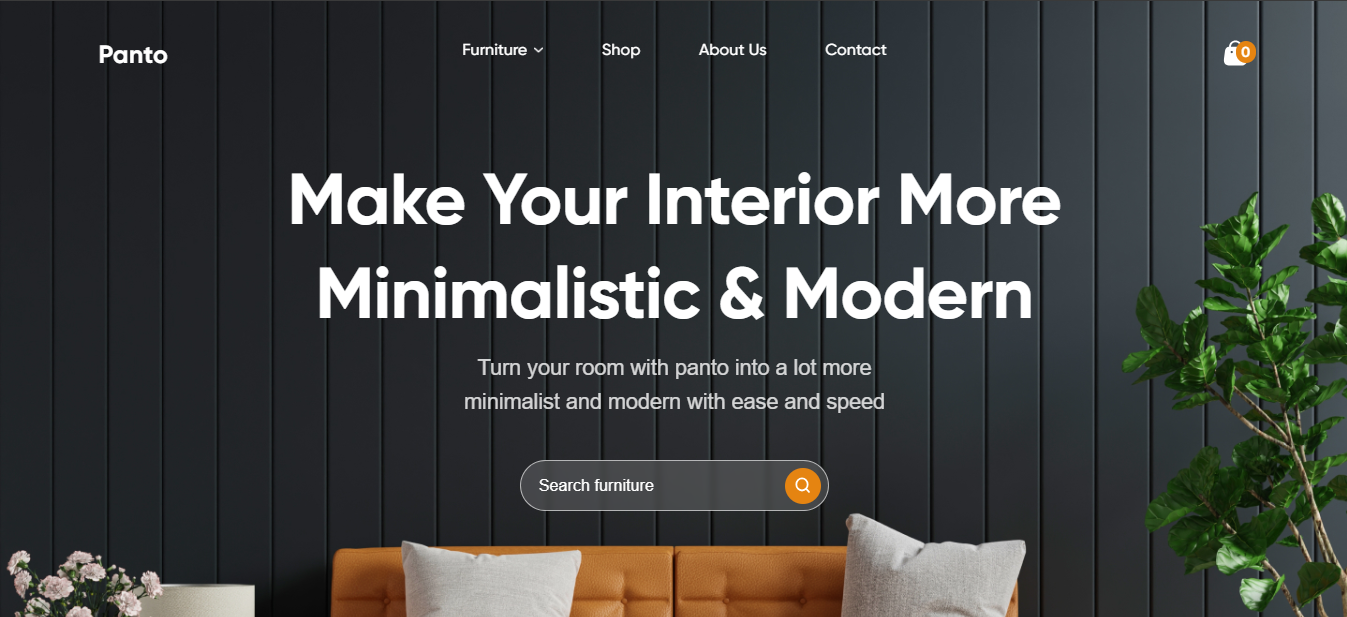 Panto
Furniture
Shop
About Us
Contact
0
Make Your Interior More
Minimalistic & Modern
Turn your room with panto into a lot more
minimalist and modern with ease and speed
Search furniture